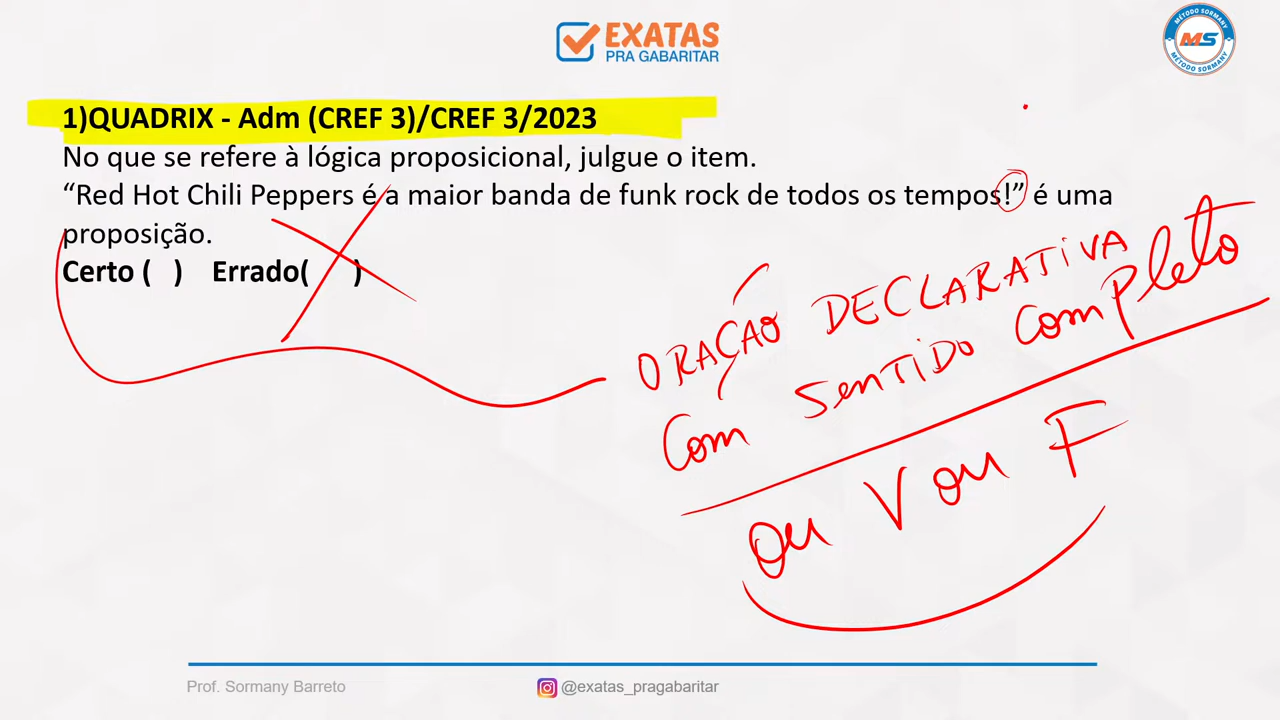 EXATAS
PRA GABARITAR
MÉTODO SORMANY
MS
MÉTODO SORMANY
1)QUADRIX - Adm (CREF 3)/CREF 3/2023
No que se refere à lógica proposicional, julgue o item.
“Red Hot Chili Peppers é a maior banda de funk rock de todos os tempos!” é uma
proposição.
Certo ( ) Errado( )
ORAÇÃO DECLARATIVA
Com SENTIDO Completo
ou V ou F
Prof. Sormany Barreto
@exatas_pragabaritar